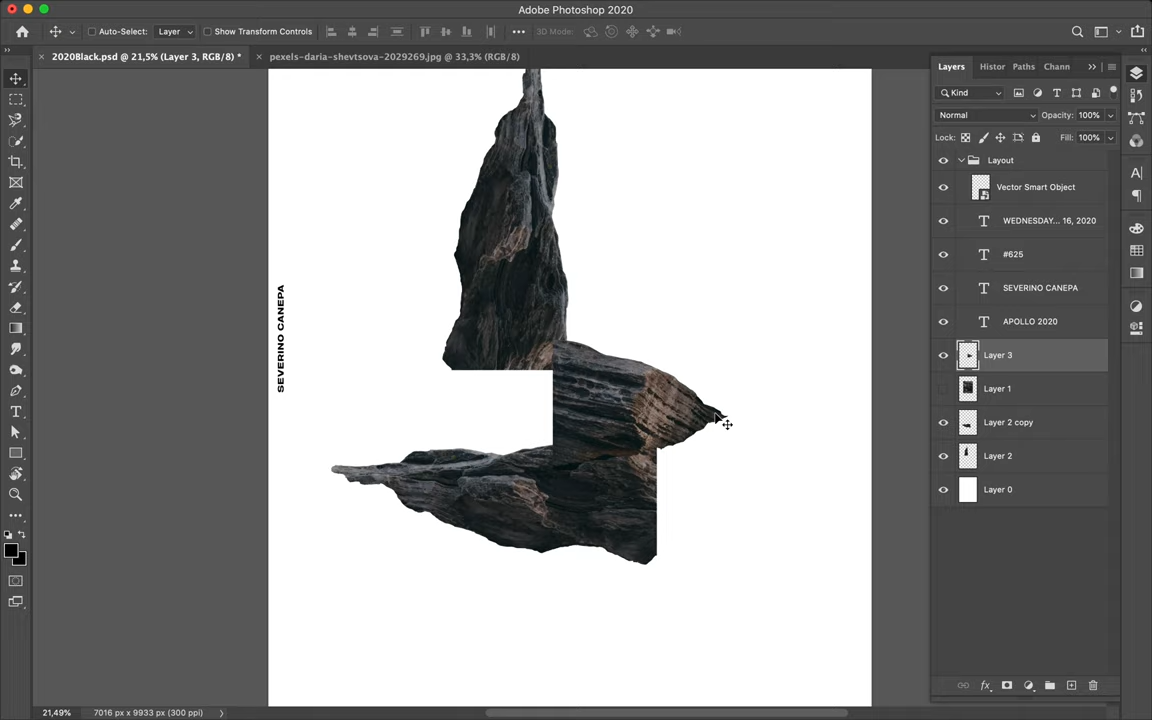 Adobe Photoshop 2020
Auto-Select: Layer Show Transform Controls 3D Mode:
2020Black.psd @ 21,5% (Layer 3, RGB/8) * pexels-daria-shevtsova-2029269.jpg @ 33,3% (RGB/8)
Layers Histor Paths Chann
Kind
Normal Opacity: 100%
Lock: Fill: 100%
Layout
Vector Smart Object
WEDNESDAY... 16, 2020
#625
SEVERINO CANEPA
APOLLO 2020
Layer 3
Layer 1
Layer 2 copy
Layer 2
Layer 0
SEVERINO CANEPA
21,49% 7016 px x 9933 px (300 ppi)